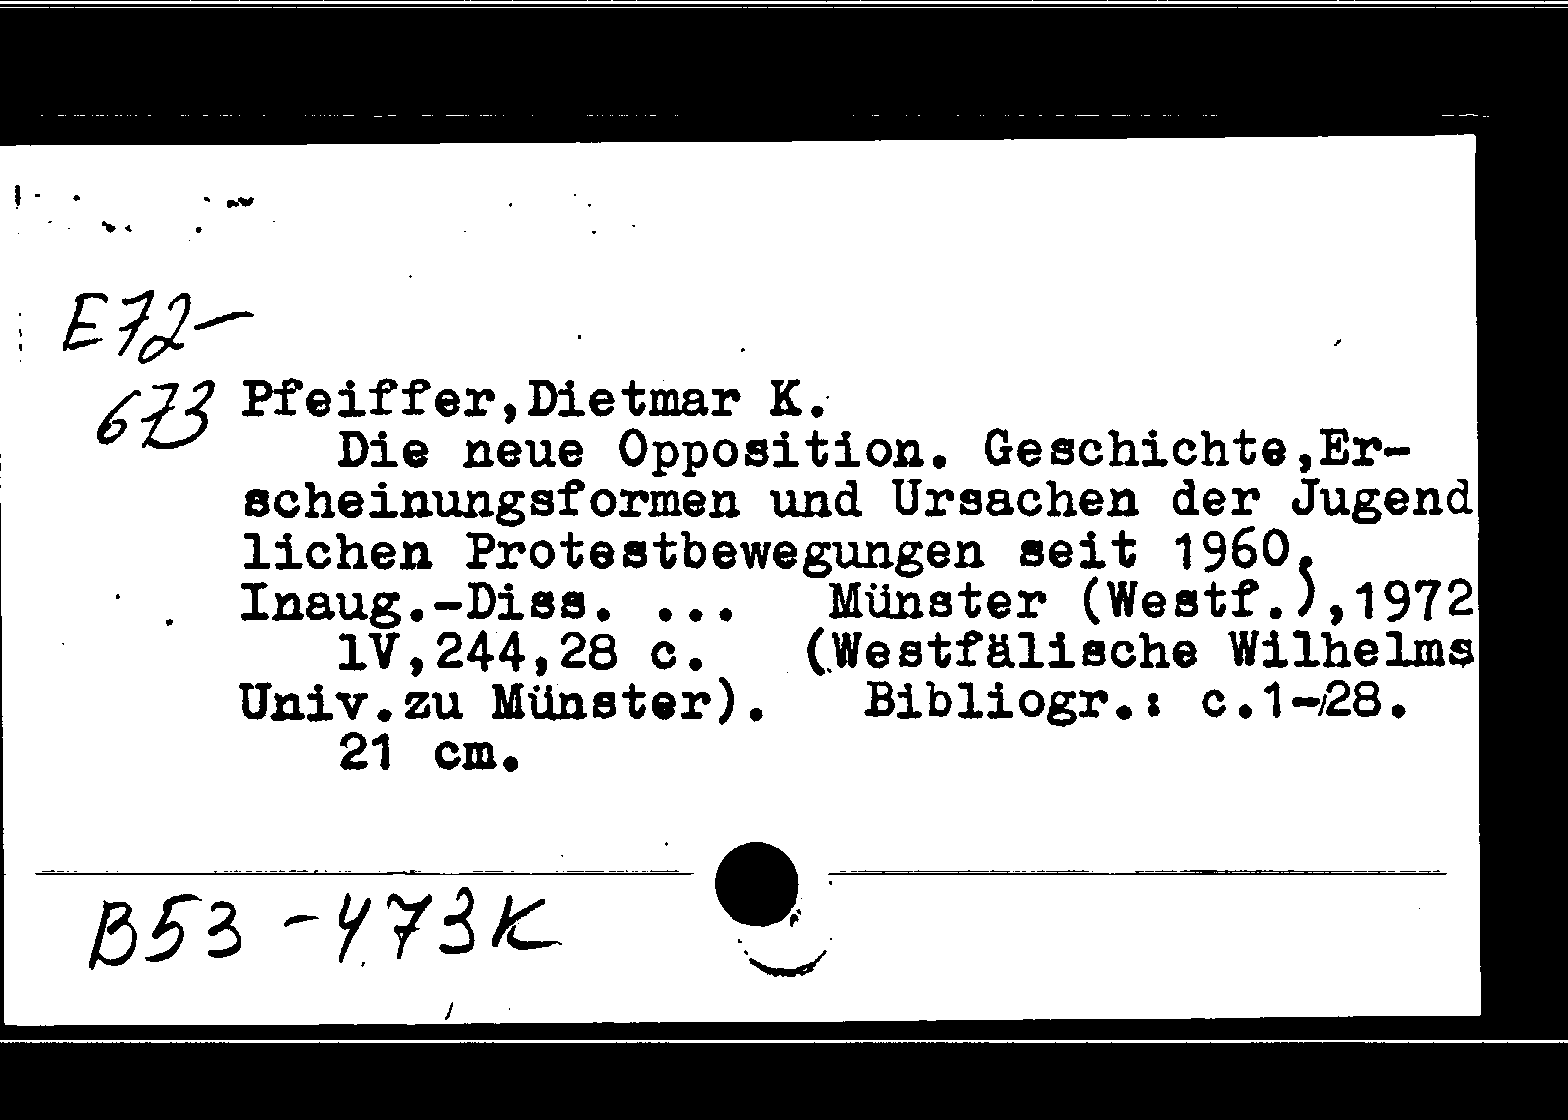 E72-
673 Pfeiffer,Dietmar K.
Die neue Opposition. Geschichte,Er-
scheinungsformen und Ursachen der Jugend
lichen Protestbewegungen seit 1960.
Inaug.-Diss. ... Münster (Westf.),1972
lV,244,28 c. (Westfälische Wilhelms
Univ.zu Münster). Bibliogr.: c.1-28.
21 cm.
B53-473K